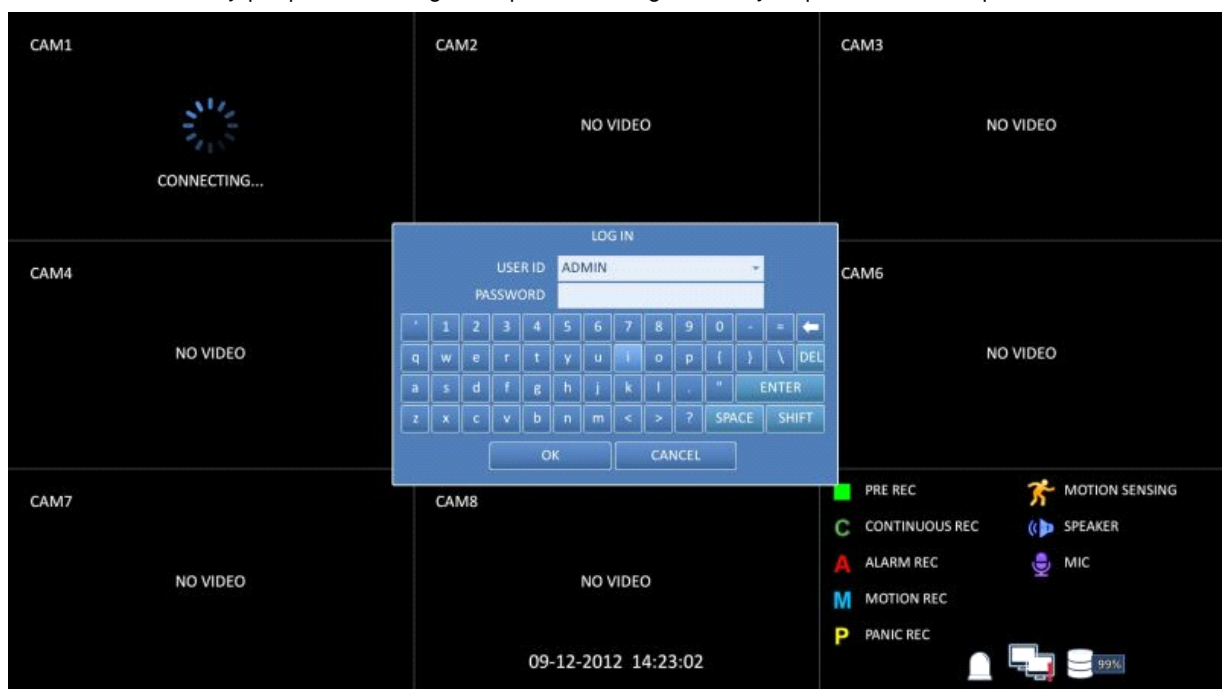 CAM1
CAM2
CAM3
NO VIDEO
NO VIDEO
CONNECTING...
LOG IN
USER ID ADMIN
PASSWORD
' 1 2 3 4 5 6 7 8 9 0 - =
q w e r t y u i o p { } \ DEL
a s d f g h j k l . " ENTER
z x c v b n m < > ? SPACE SHIFT
OK CANCEL
CAM4
CAM6
NO VIDEO
NO VIDEO
CAM7
CAM8
NO VIDEO
NO VIDEO
09-12-2012 14:23:02
PRE REC
MOTION SENSING
C CONTINUOUS REC
SPEAKER
A ALARM REC
MIC
M MOTION REC
P PANIC REC
99%